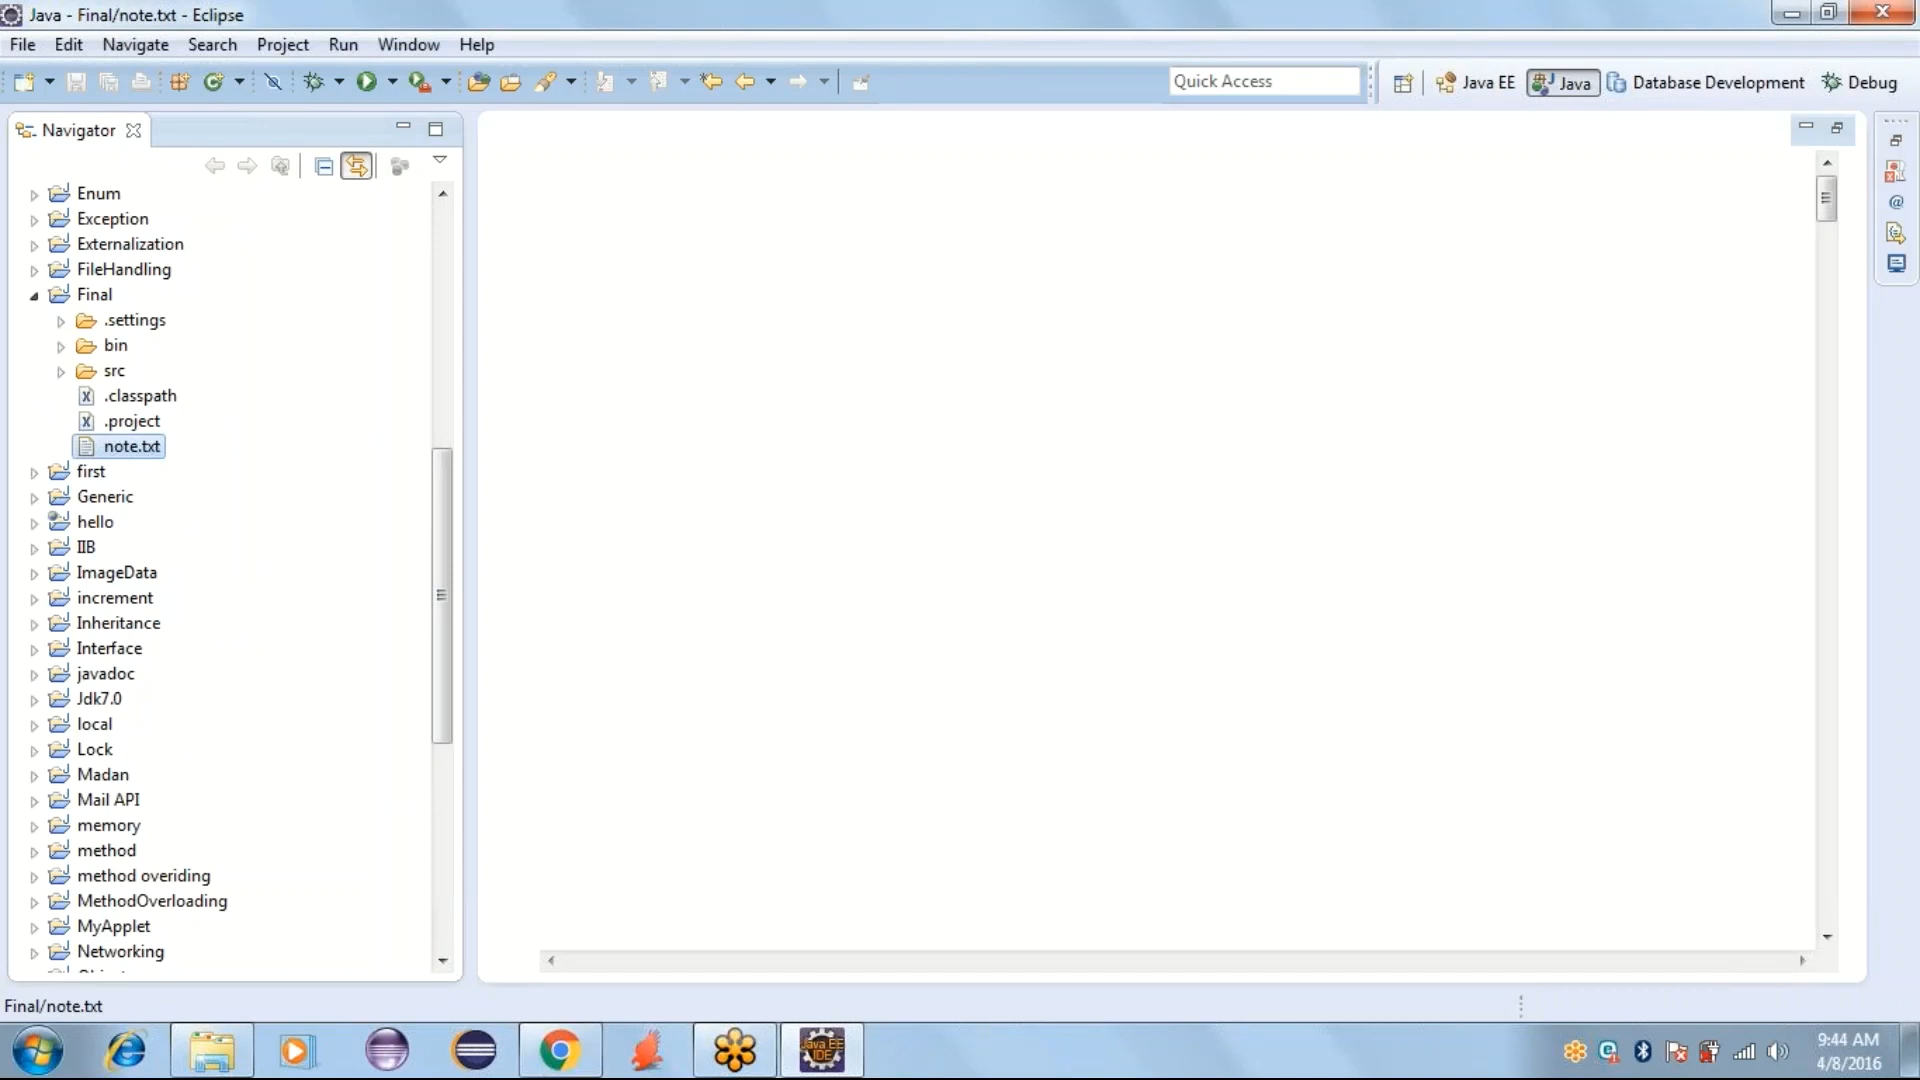 Java - Final/note.txt - Eclipse
File Edit Navigate Search Project Run Window Help
Quick Access Java EE Java Database Development Debug
Navigator
Enum
Exception
Externalization
FileHandling
Final
.settings
bin
src
.classpath
.project
note.txt
first
Generic
hello
IIB
ImageData
increment
Inheritance
Interface
javadoc
Jdk7.0
local
Lock
Madan
Mail API
memory
method
method overiding
MethodOverloading
MyApplet
Networking
Final/note.txt
Java EE
IDE
9:44 AM
4/8/2016